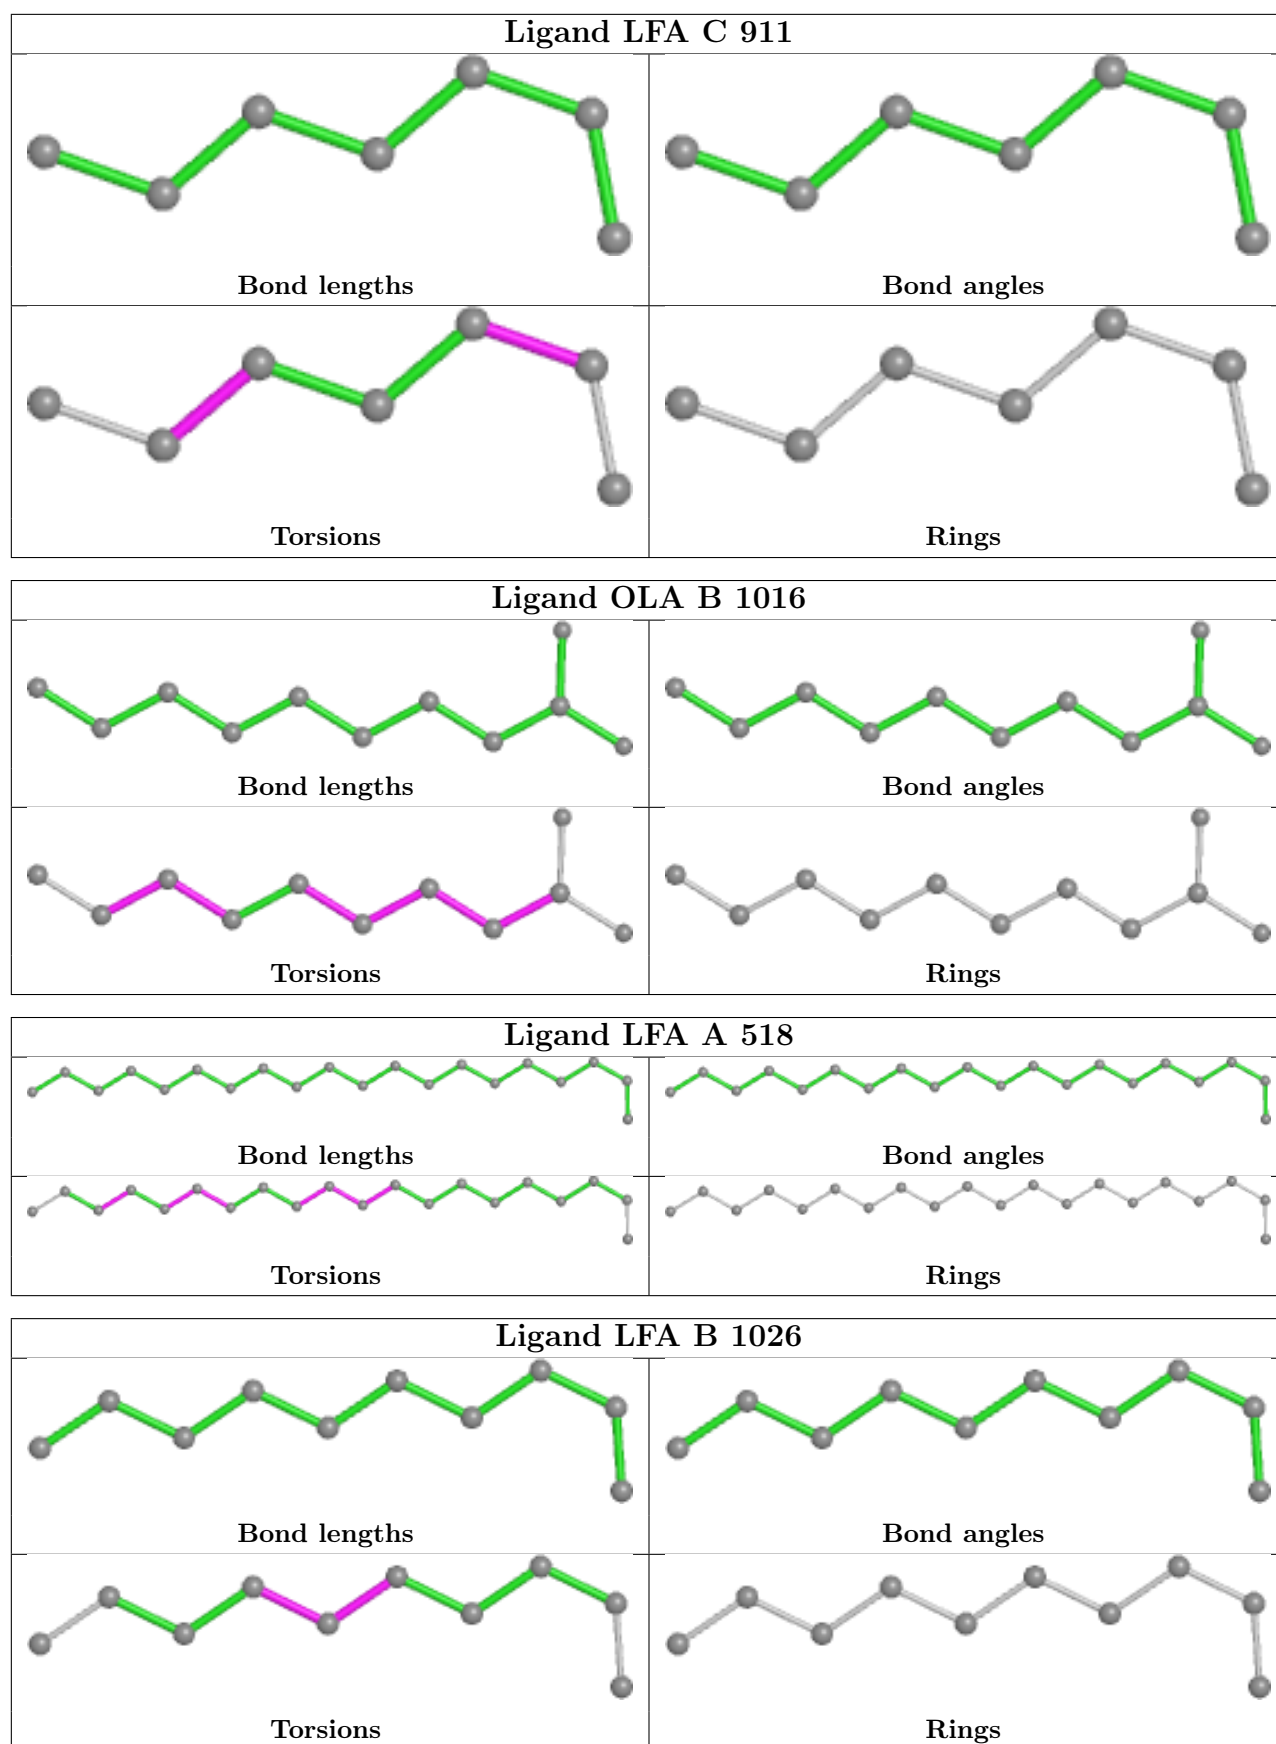 Ligand LFA C 911
Bond lengths Bond angles
Torsions Rings
Ligand OLA B 1016
Bond lengths Bond angles
Torsions Rings
Ligand LFA A 518
Bond lengths Bond angles
Torsions Rings
Ligand LFA B 1026
Bond lengths Bond angles
Torsions Rings